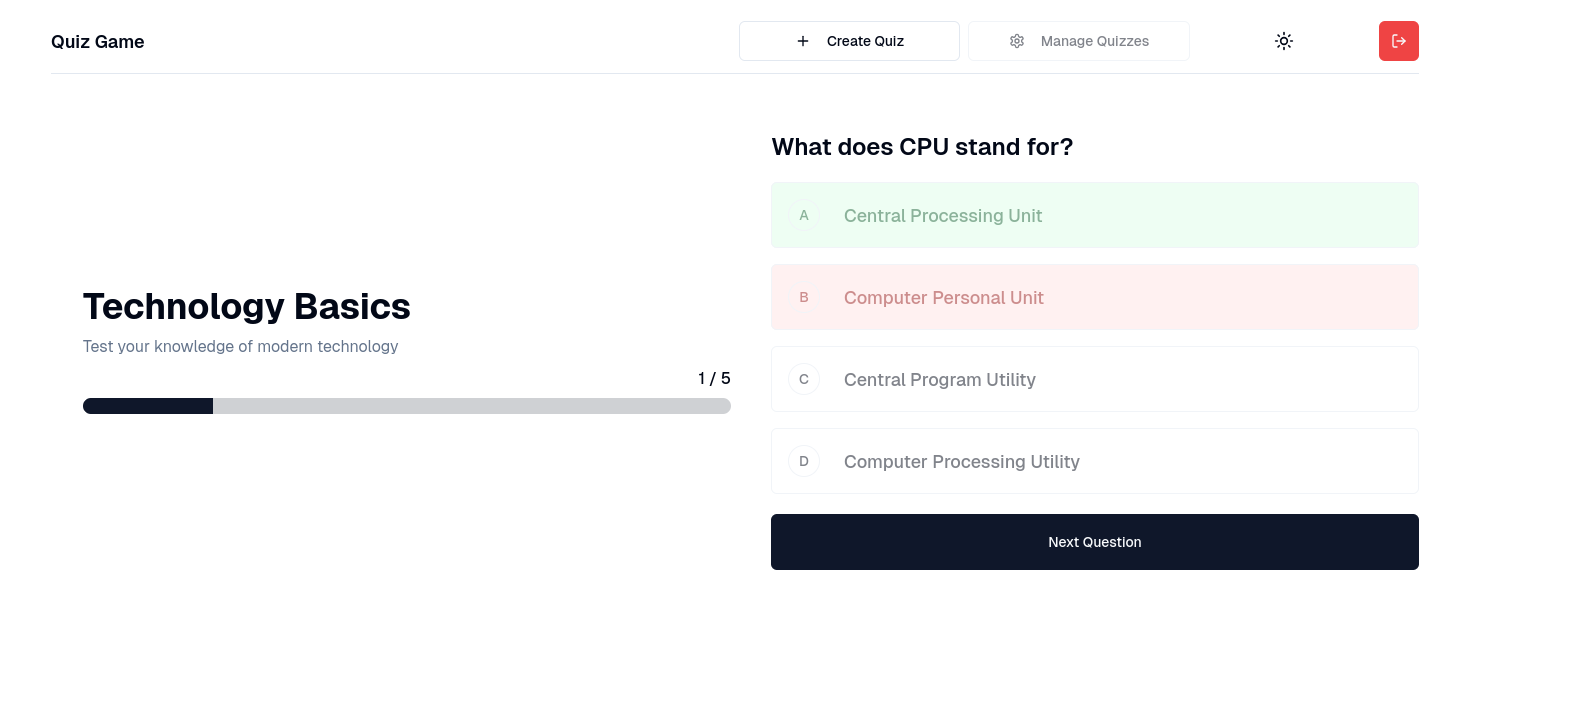 Quiz Game
Create Quiz
Manage Quizzes
Technology Basics
Test your knowledge of modern technology
1 / 5
What does CPU stand for?
A Central Processing Unit
B Computer Personal Unit
C Central Program Utility
D Computer Processing Utility
Next Question